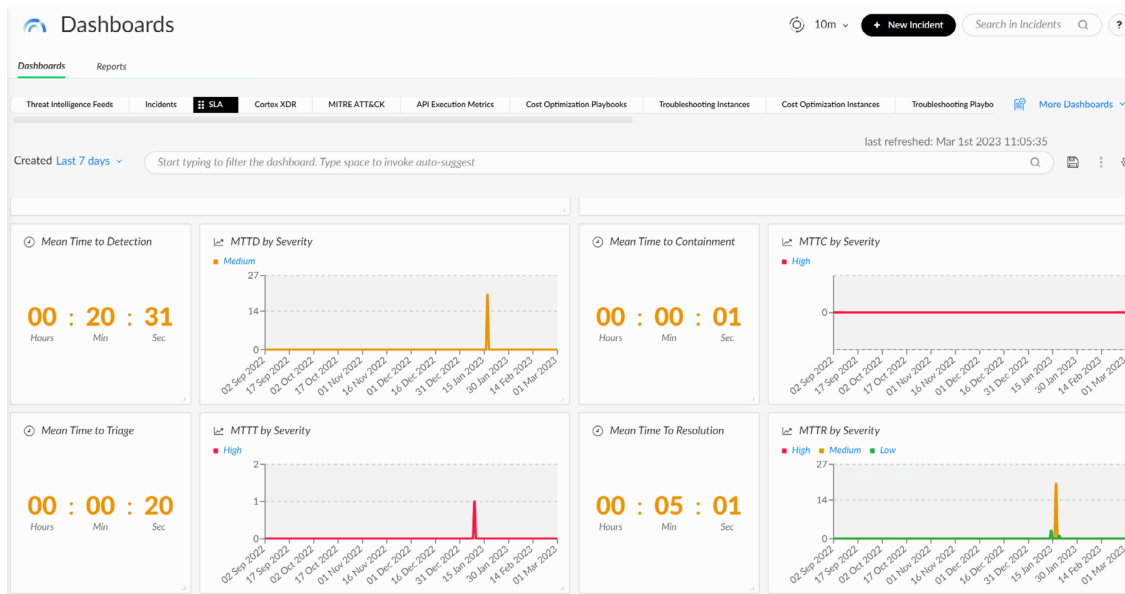 Dashboards
10m
+ New Incident
Search in Incidents
?
Dashboards
Reports
Threat Intelligence Feeds
Incidents
SLA
Cortex XDR
MITRE ATT&CK
API Execution Metrics
Cost Optimization Playbooks
Troubleshooting Instances
Cost Optimization Instances
Troubleshooting Playbo
More Dashboards
last refreshed: Mar 1st 2023 11:05:35
Created Last 7 days
Start typing to filter the dashboard. Type space to invoke auto-suggest
Mean Time to Detection
00 : 20 : 31
Hours Min Sec
MTTD by Severity
Medium
27
14
0
02 Sep 2022
17 Sep 2022
02 Oct 2022
17 Oct 2022
01 Nov 2022
16 Nov 2022
01 Dec 2022
16 Dec 2022
31 Dec 2022
15 Jan 2023
30 Jan 2023
14 Feb 2023
01 Mar 2023
Mean Time to Containment
00 : 00 : 01
Hours Min Sec
MTTC by Severity
High
0
02 Sep 2022
17 Sep 2022
02 Oct 2022
17 Oct 2022
01 Nov 2022
16 Nov 2022
01 Dec 2022
16 Dec 2022
31 Dec 2022
15 Jan 2023
30 Jan 2023
14 Feb 2023
01 Mar 2023
Mean Time to Triage
00 : 00 : 20
Hours Min Sec
MTTT by Severity
High
2
1
0
02 Sep 2022
17 Sep 2022
02 Oct 2022
17 Oct 2022
01 Nov 2022
16 Nov 2022
01 Dec 2022
16 Dec 2022
31 Dec 2022
15 Jan 2023
30 Jan 2023
14 Feb 2023
01 Mar 2023
Mean Time To Resolution
00 : 05 : 01
Hours Min Sec
MTTR by Severity
High Medium Low
27
14
0
02 Sep 2022
17 Sep 2022
02 Oct 2022
17 Oct 2022
01 Nov 2022
16 Nov 2022
01 Dec 2022
16 Dec 2022
31 Dec 2022
15 Jan 2023
30 Jan 2023
14 Feb 2023
01 Mar 2023